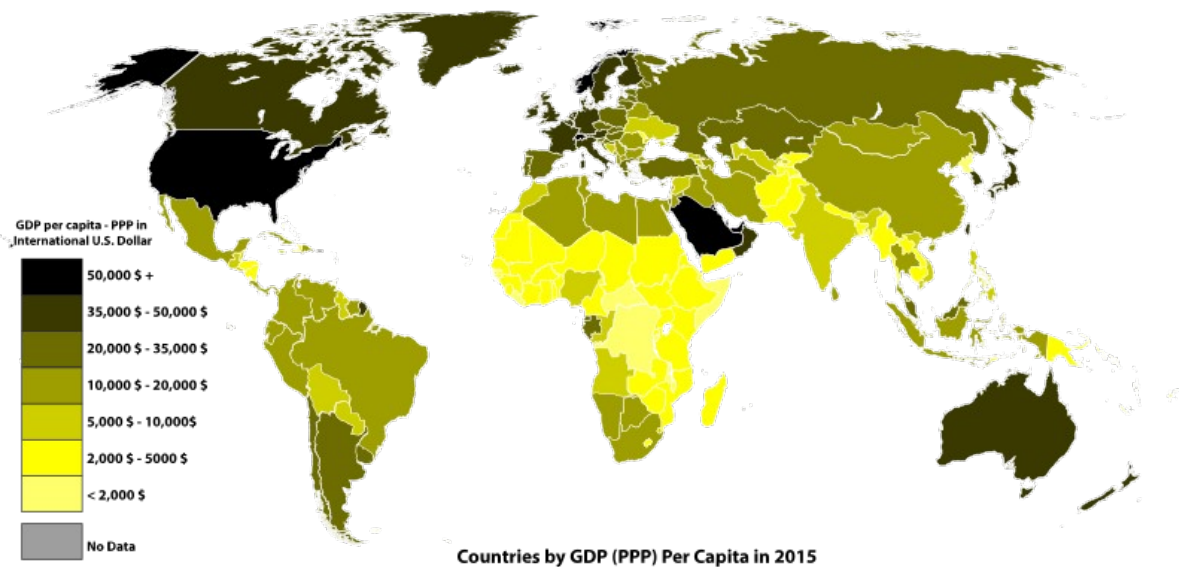 GDP per capita - PPP in
International U.S. Dollar
50,000 $ +
35,000 $ - 50,000 $
20,000 $ - 35,000 $
10,000 $ - 20,000 $
5,000 $ - 10,000$
2,000 $ - 5000 $
< 2,000 $
No Data
Countries by GDP (PPP) Per Capita in 2015